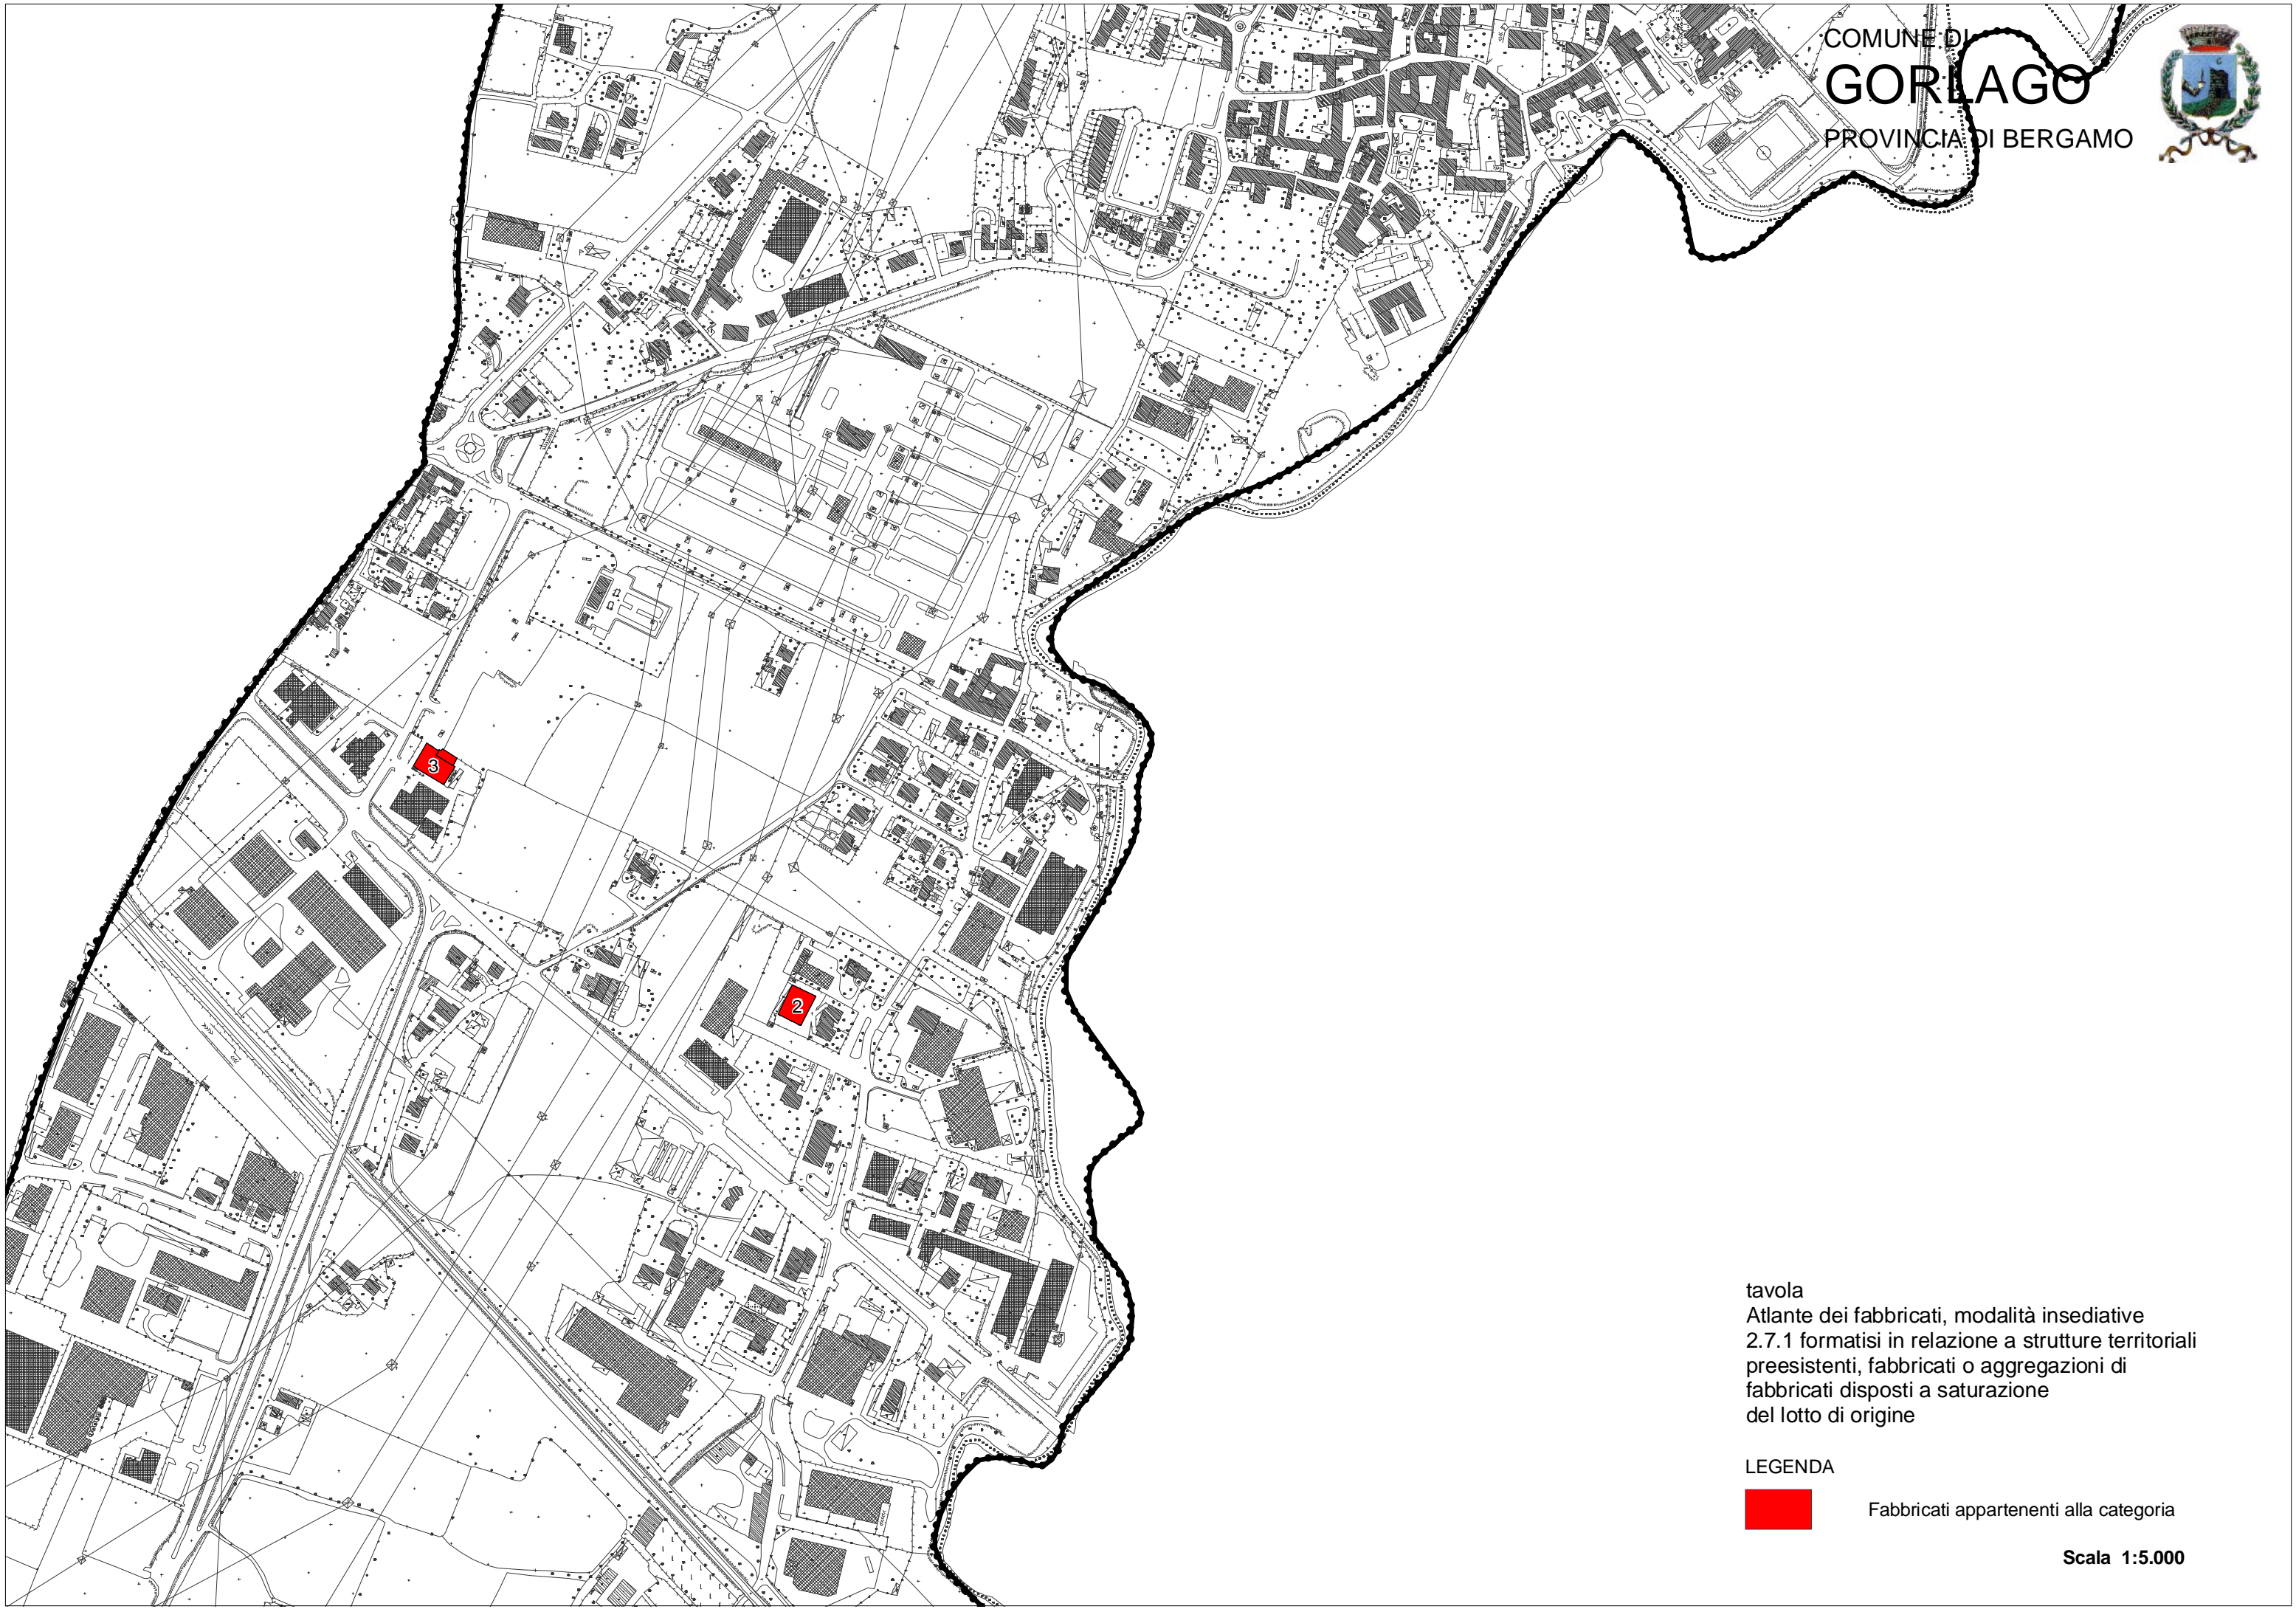 COMUNE DI
GORLAGO
PROVINCIA DI BERGAMO
3
2
tavola
Atlante dei fabbricati, modalità insediative
2.7.1 formatisi in relazione a strutture territoriali
preesistenti, fabbricati o aggregazioni di
fabbricati disposti a saturazione
del lotto di origine
LEGENDA
Fabbricati appartenenti alla categoria
Scala 1:5.000